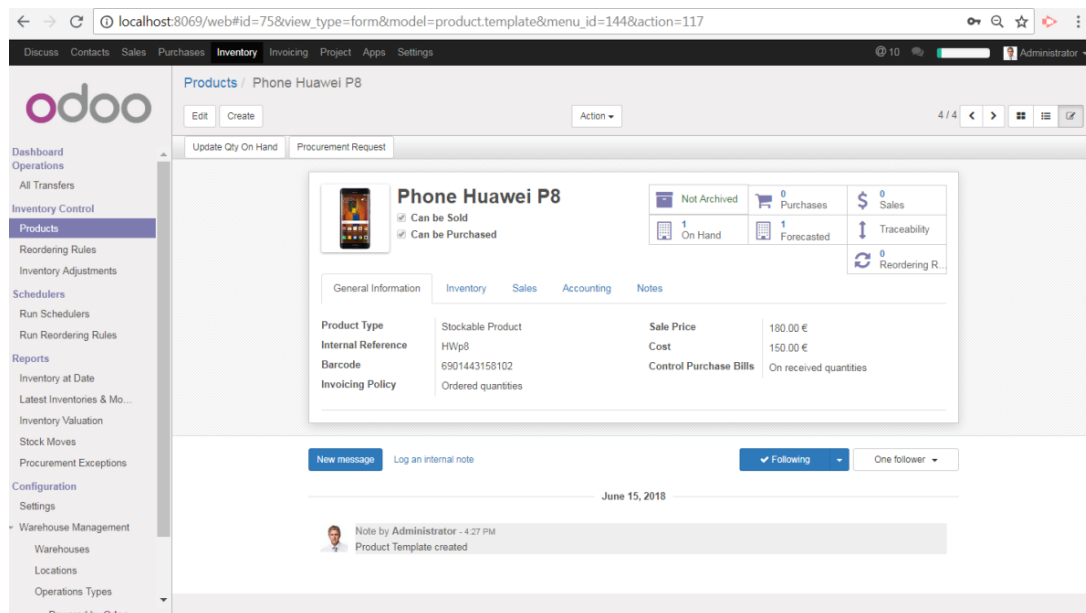 localhost:8069/web#id=75&view_type=form&model=product.template&menu_id=144&action=117
Discuss Contacts Sales Purchases Inventory Invoicing Project Apps Settings @10 Administrator
odoo
Dashboard
Operations
All Transfers
Inventory Control
Products
Reordering Rules
Inventory Adjustments
Schedulers
Run Schedulers
Run Reordering Rules
Reports
Inventory at Date
Latest Inventories & Mo...
Inventory Valuation
Stock Moves
Procurement Exceptions
Configuration
Settings
Warehouse Management
Warehouses
Locations
Operations Types
Products / Phone Huawei P8
Edit Create Action 4 / 4
Update Qty On Hand Procurement Request
Phone Huawei P8
Can be Sold
Can be Purchased
Not Archived
0 Purchases
0 Sales
1 On Hand
1 Forecasted
Traceability
0 Reordering R...
General Information Inventory Sales Accounting Notes
Product Type Stockable Product
Internal Reference HWp8
Barcode 6901443158102
Invoicing Policy Ordered quantities
Sale Price 180.00 €
Cost 150.00 €
Control Purchase Bills On received quantities
New message Log an internal note Following One follower
June 15, 2018
Note by Administrator - 4:27 PM
Product Template created